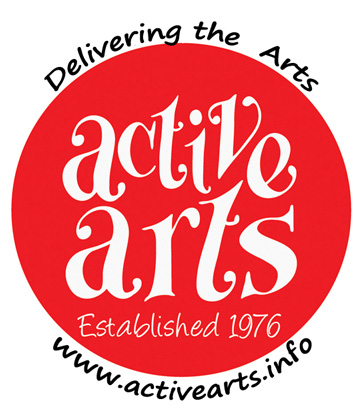 Delivering the Arts
active
arts
Established 1976
www.activearts.info